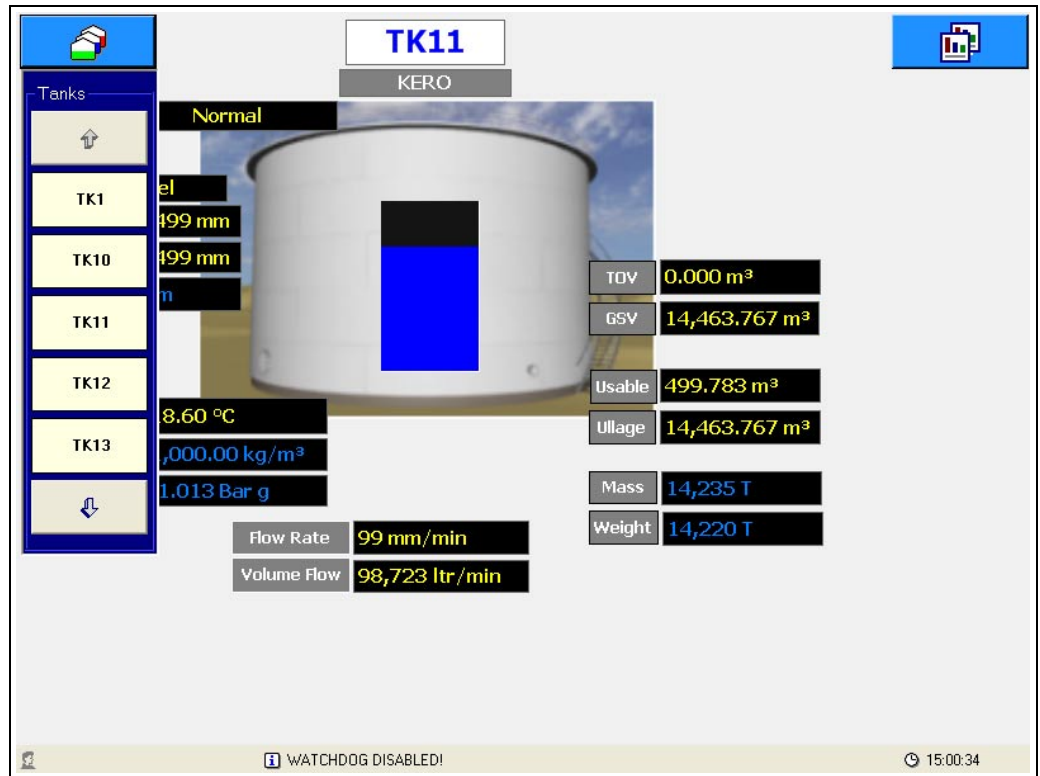 TK11
KERO
Tanks
Normal
TK1
el
499 mm
TK10
499 mm
TOV 0.000 m³
m
TK11
GSV 14,463.767 m³
TK12
Usable 499.783 m³
8.60 ºC
Ullage 14,463.767 m³
TK13
,000.00 kg/m³
1.013 Bar g
Mass 14,235 T
Weight 14,220 T
Flow Rate 99 mm/min
Volume Flow 98,723 ltr/min
WATCHDOG DISABLED!
15:00:34